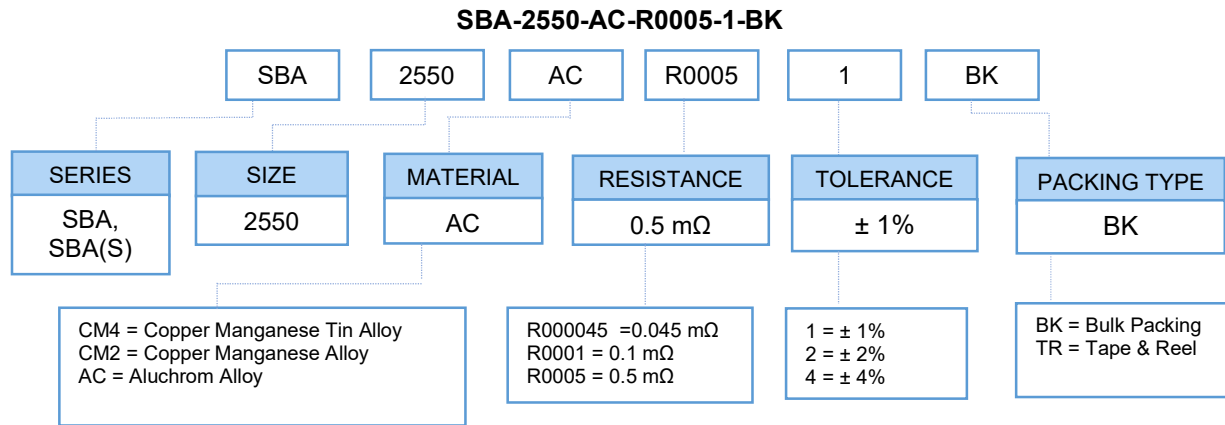 SBA-2550-AC-R0005-1-BK
SBA
2550
AC
R0005
1
BK
SERIES
SBA,
SBA(S)
SIZE
2550
MATERIAL
AC
RESISTANCE
0.5 mΩ
TOLERANCE
± 1%
PACKING TYPE
BK
CM4 = Copper Manganese Tin Alloy
CM2 = Copper Manganese Alloy
AC = Aluchrom Alloy
R000045 =0.045 mΩ
R0001 = 0.1 mΩ
R0005 = 0.5 mΩ
1 = ± 1%
2 = ± 2%
4 = ± 4%
BK = Bulk Packing
TR = Tape & Reel